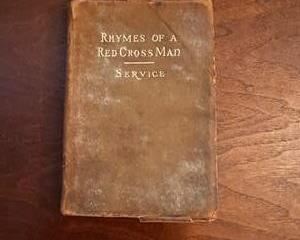 RHYMES OF A
RED CROSS MAN
SERVICE